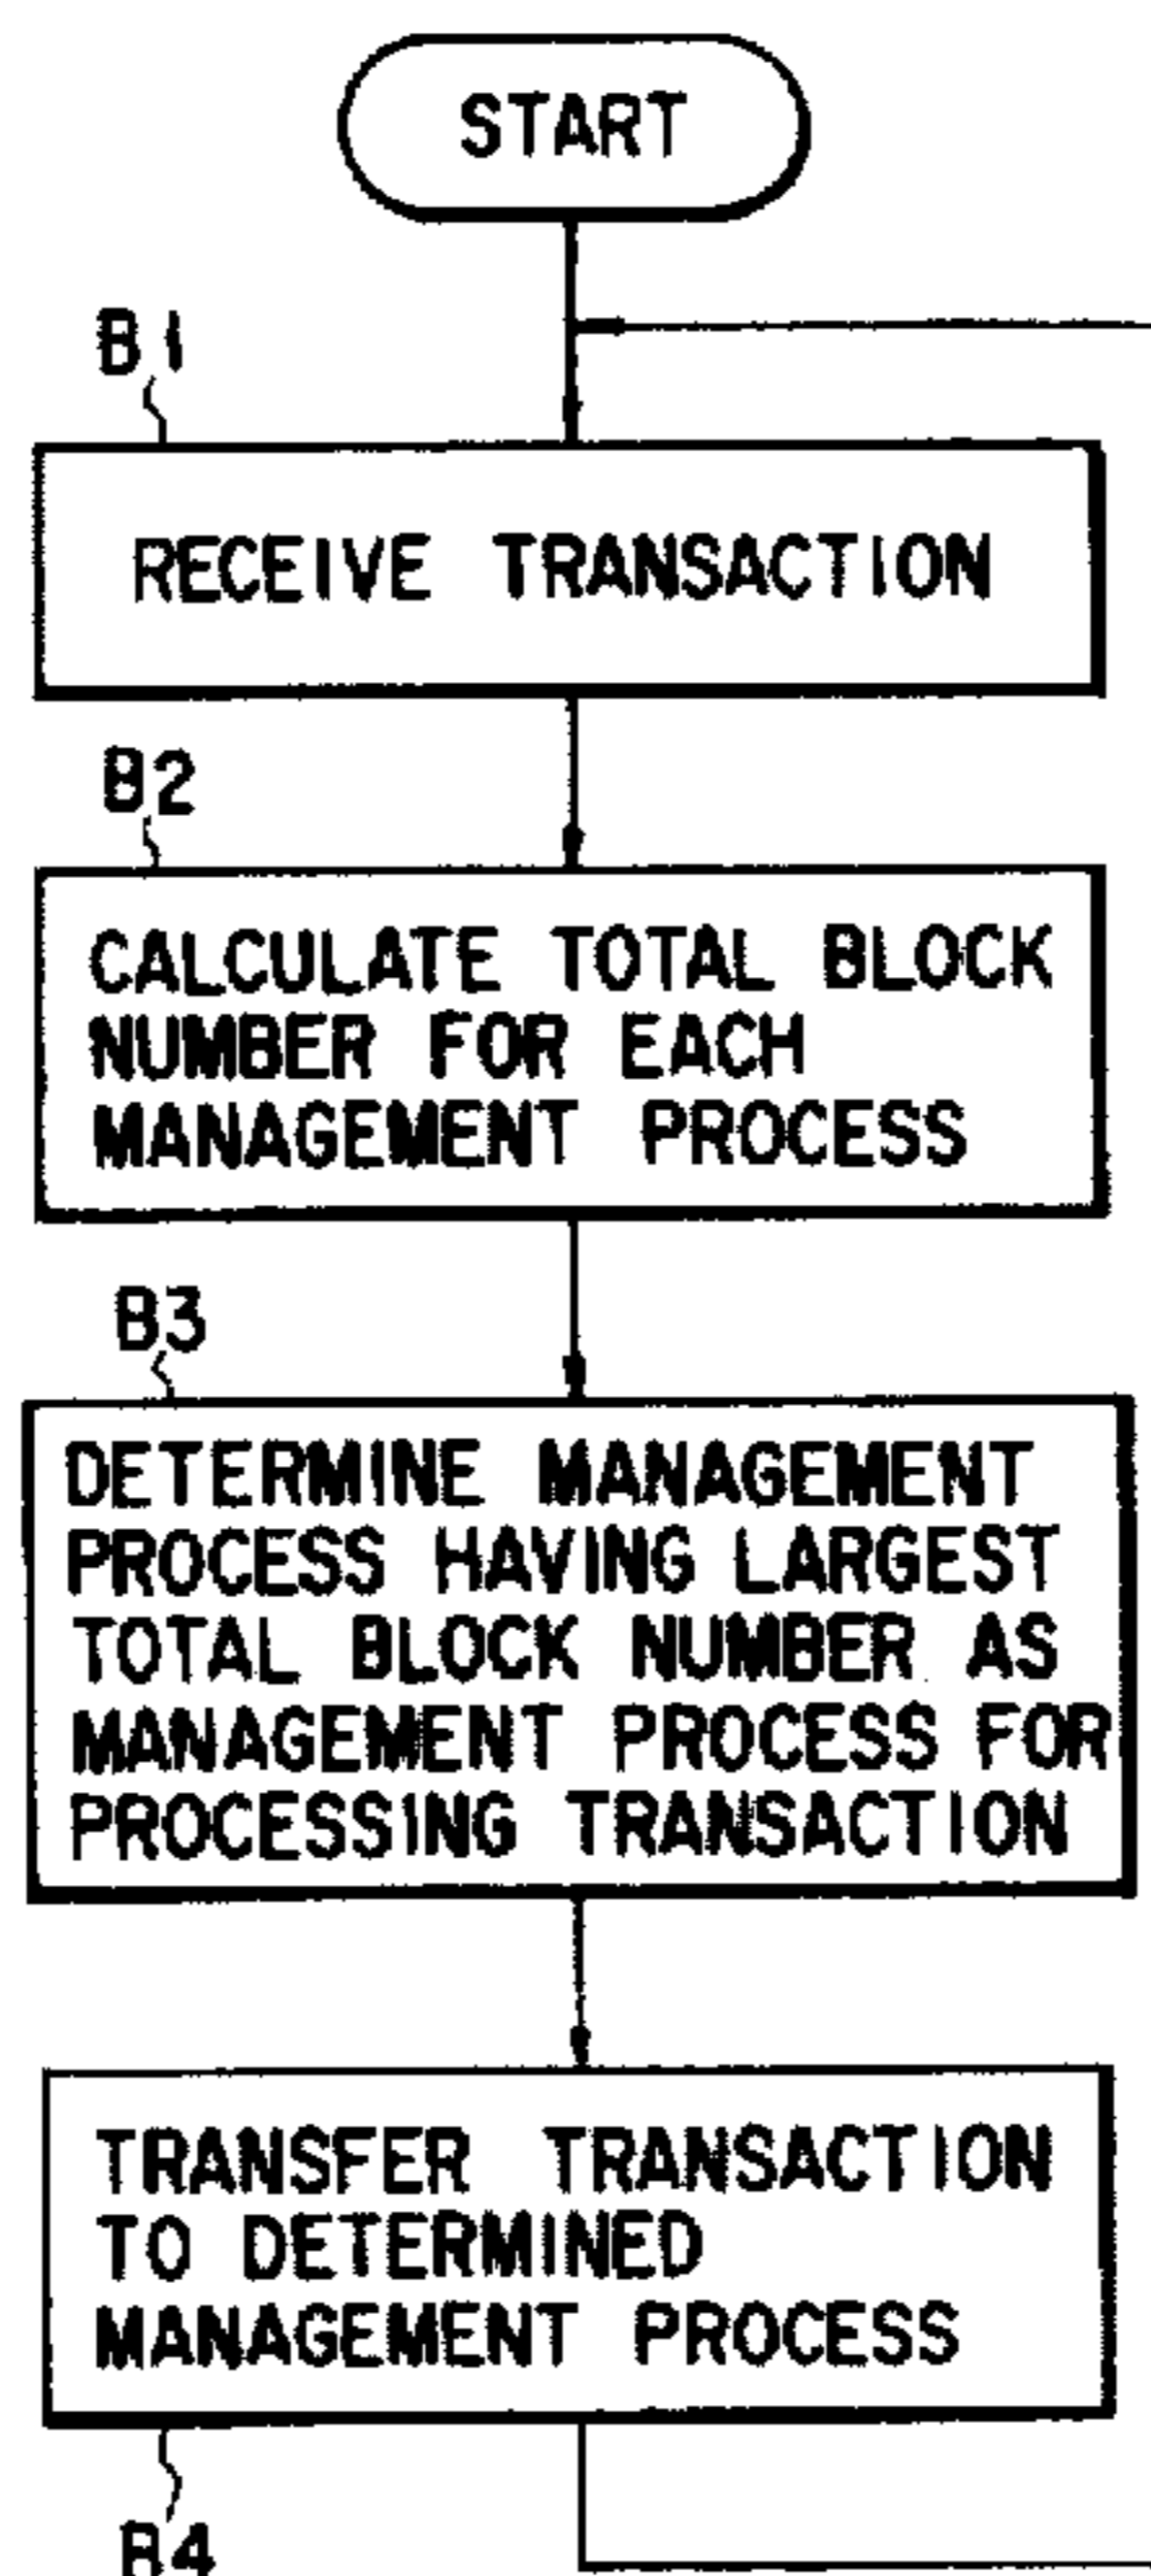 START
B1
RECEIVE TRANSACTION
B2
CALCULATE TOTAL BLOCK
NUMBER FOR EACH
MANAGEMENT PROCESS
B3
DETERMINE MANAGEMENT
PROCESS HAVING LARGEST
TOTAL BLOCK NUMBER AS
MANAGEMENT PROCESS FOR
PROCESSING TRANSACTION
TRANSFER TRANSACTION
TO DETERMINED
MANAGEMENT PROCESS
B4